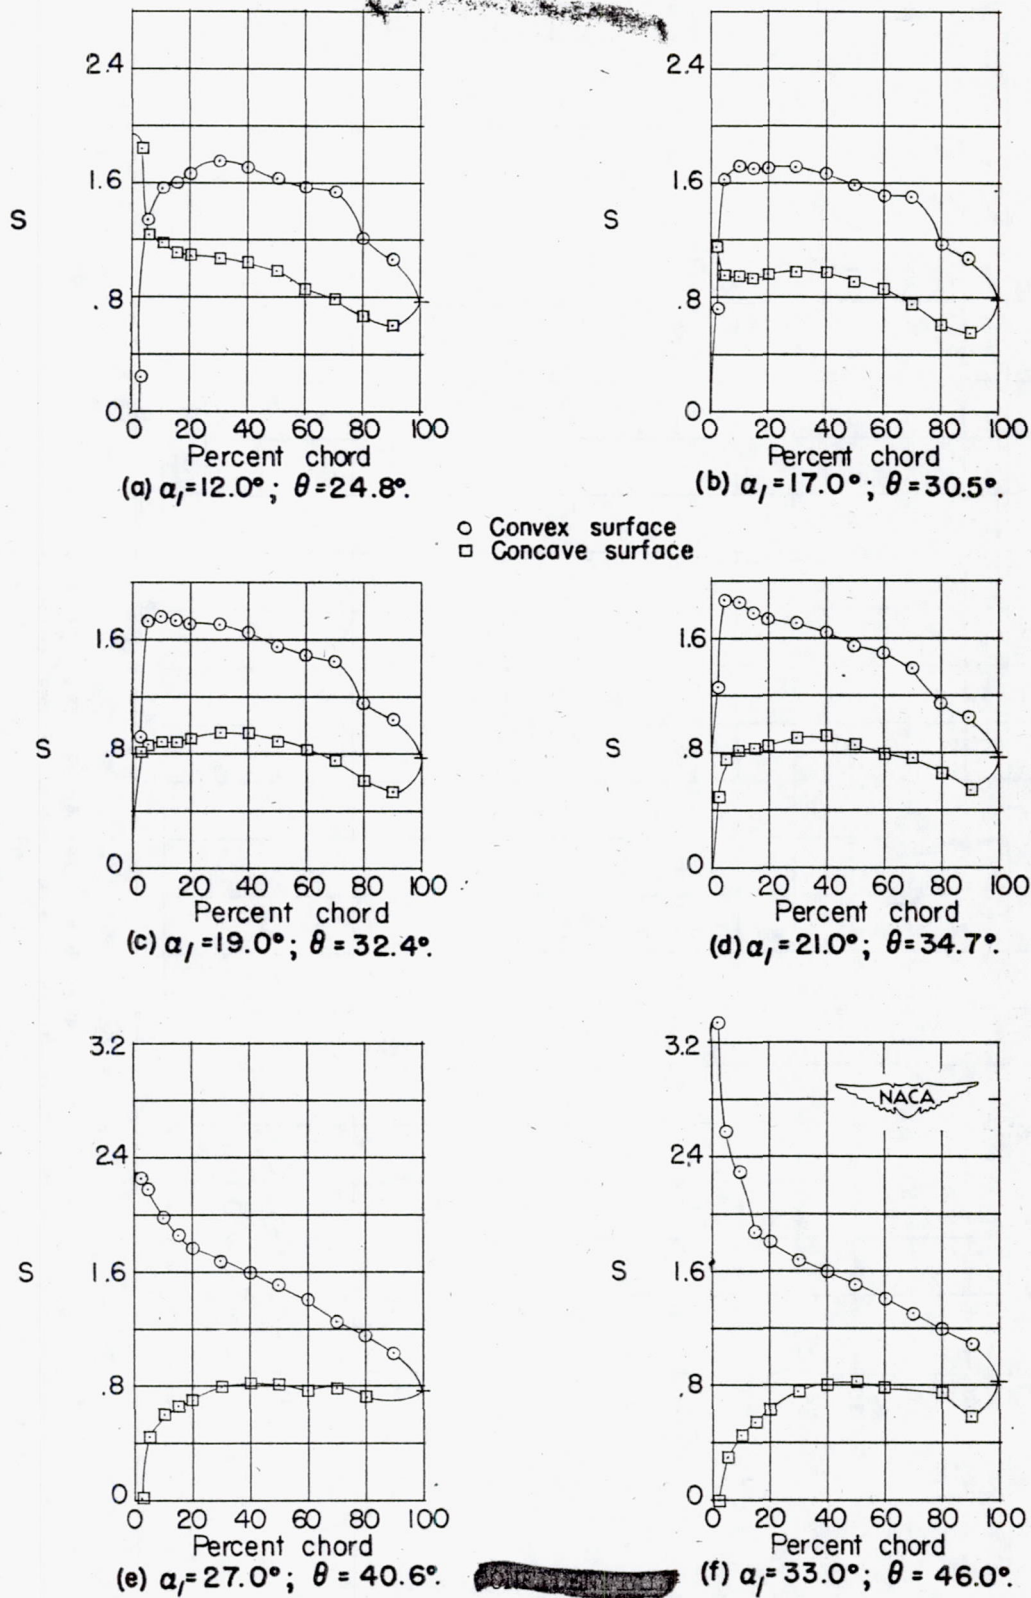 2.4
1.6
S
.8
0
0 20 40 60 80 100
Percent chord
(a) α₁=12.0°; θ=24.8°.
2.4
1.6
S
.8
0
0 20 40 60 80 100
Percent chord
(b) α₁=17.0°; θ=30.5°.
Convex surface
Concave surface
1.6
S
.8
0
0 20 40 60 80 100
Percent chord
(c) α₁=19.0°; θ=32.4°.
1.6
S
.8
0
0 20 40 60 80 100
Percent chord
(d) α₁=21.0°; θ=34.7°.
3.2
2.4
S
1.6
.8
0
0 20 40 60 80 100
Percent chord
(e) α₁=27.0°; θ=40.6°.
3.2
NACA
2.4
S
1.6
.8
0
0 20 40 60 80 100
Percent chord
(f) α₁=33.0°; θ=46.0°.